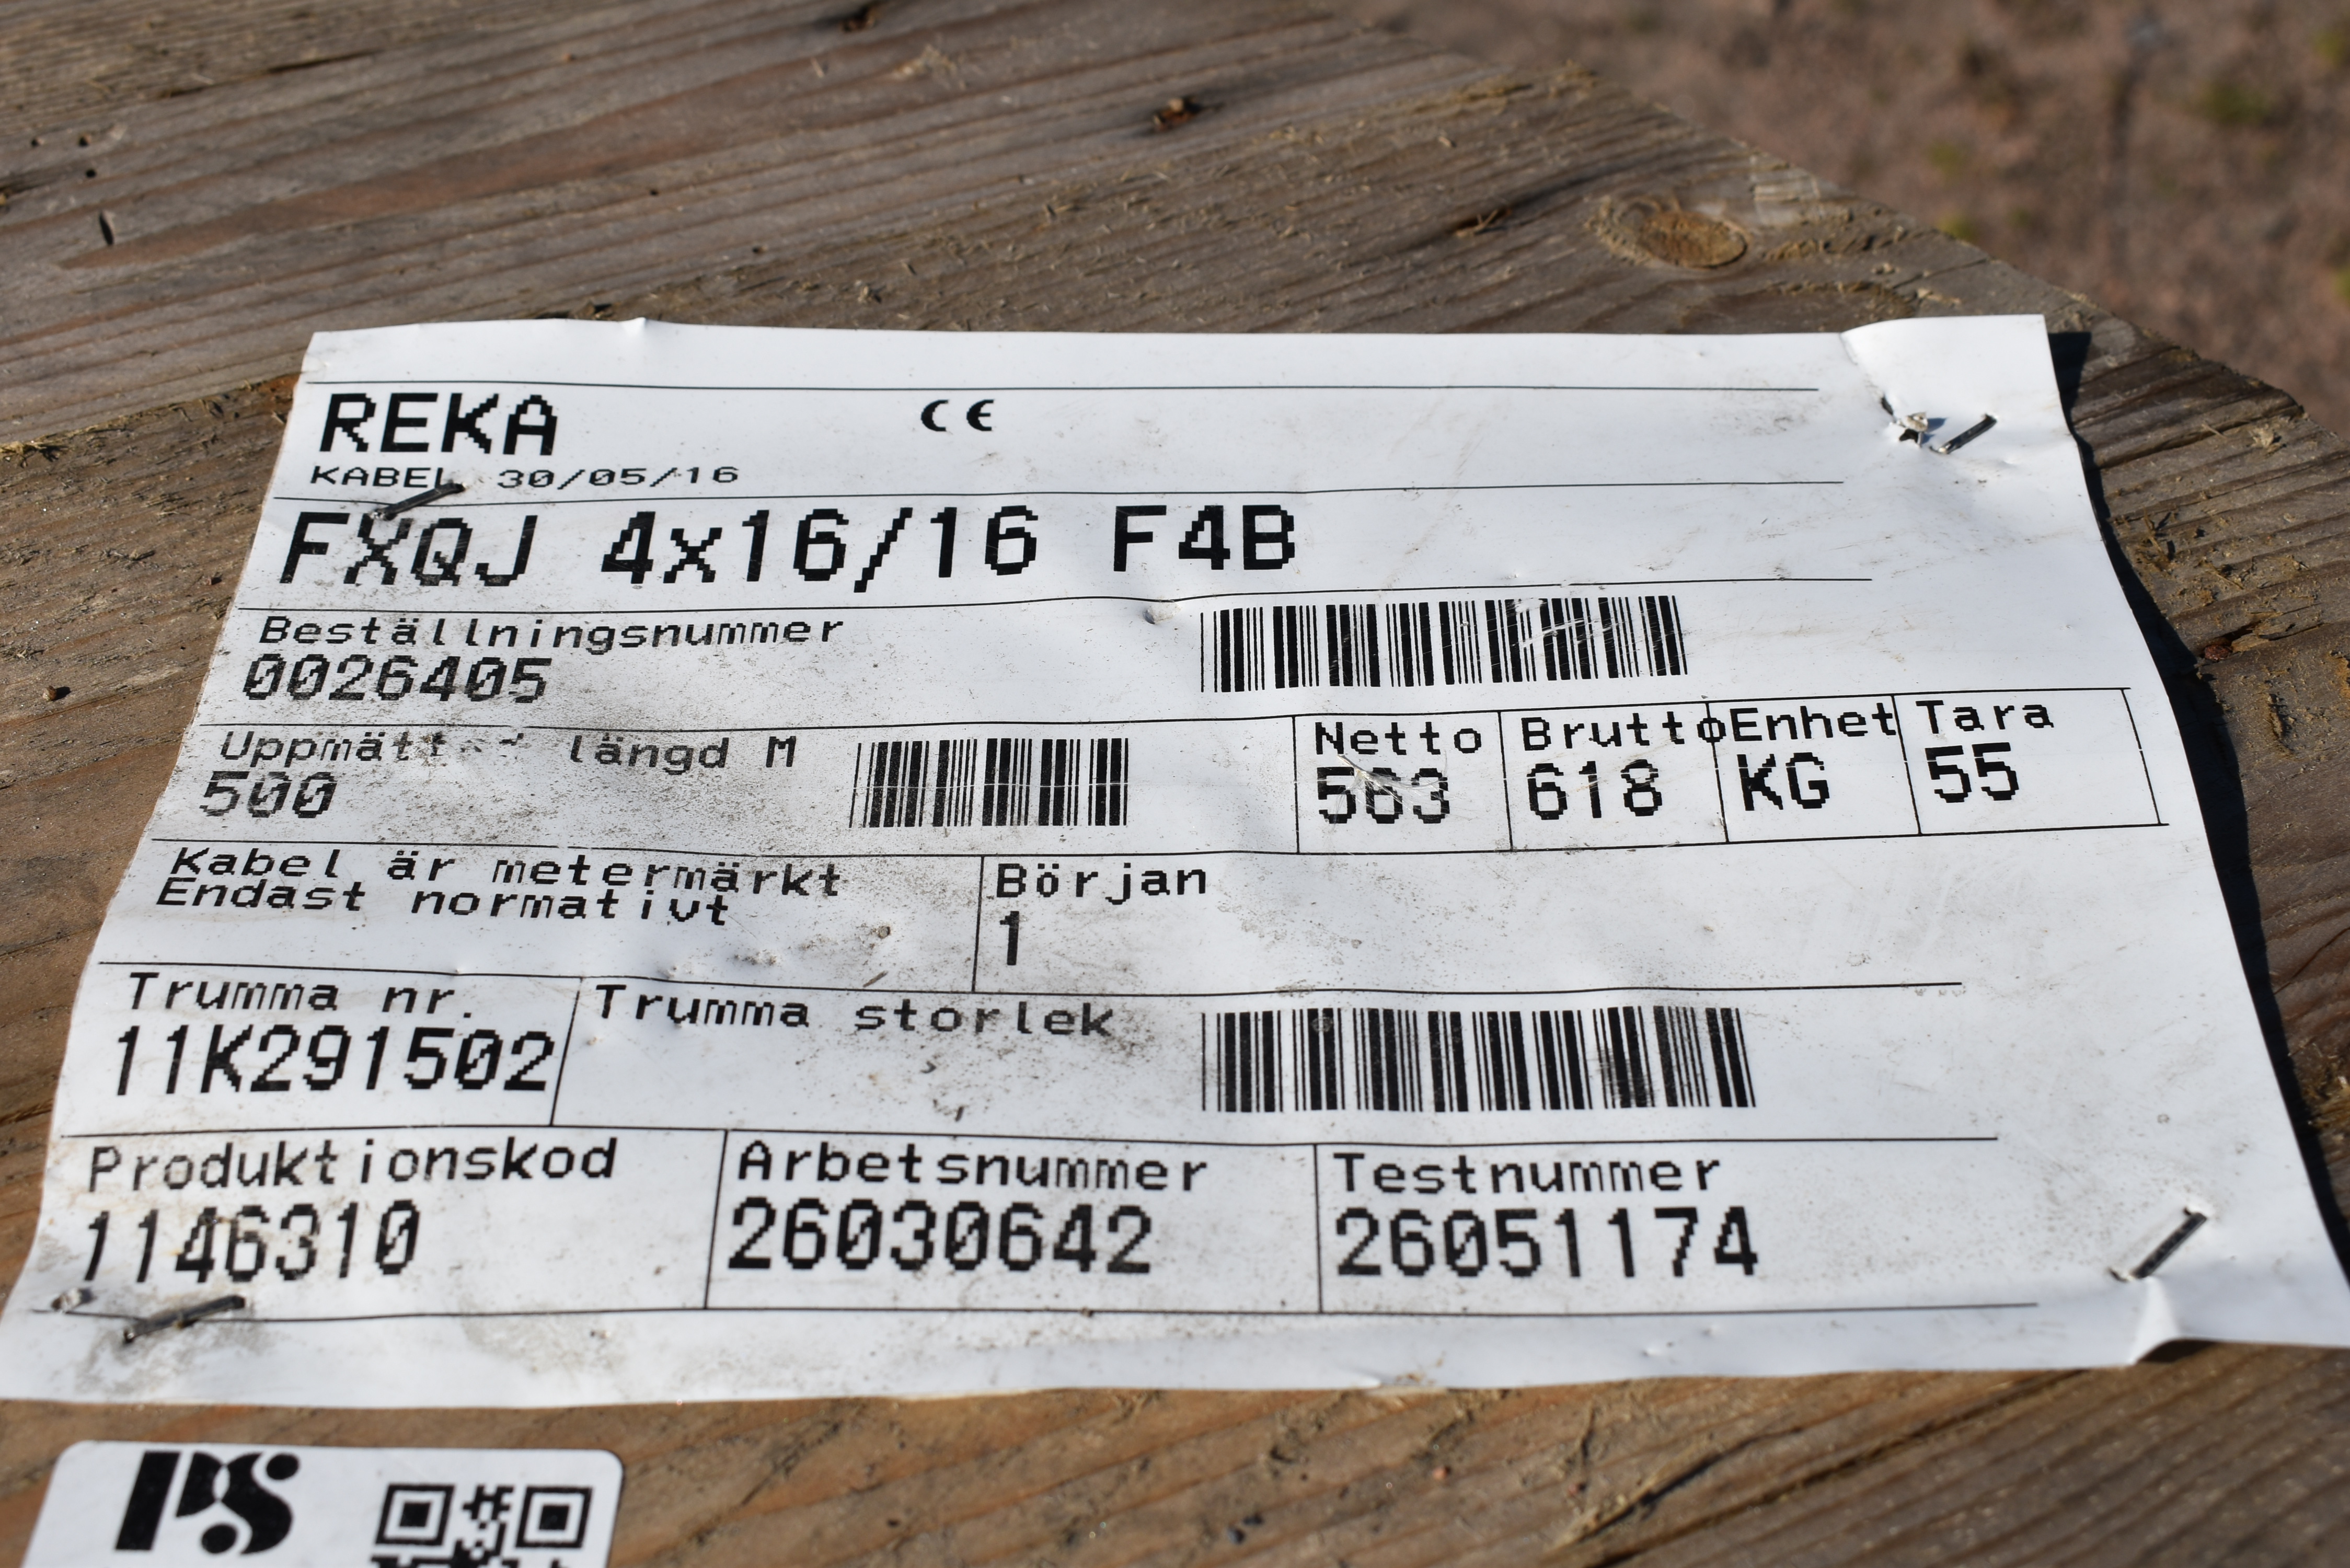 REKA CE
KABEL 30/05/16
FXQJ 4x16/16 F4B
Beställningsnummer
0026405
längd M
500
Netto Brutto Enhet Tara
563 618 KG 55
Kabel är metermärkt
Endast normativt
Början
1
Trumma nr. Trumma storlek
11K291502
Produktionskod Arbetsnummer Testnummer
1146310 26030642 26051174
PS